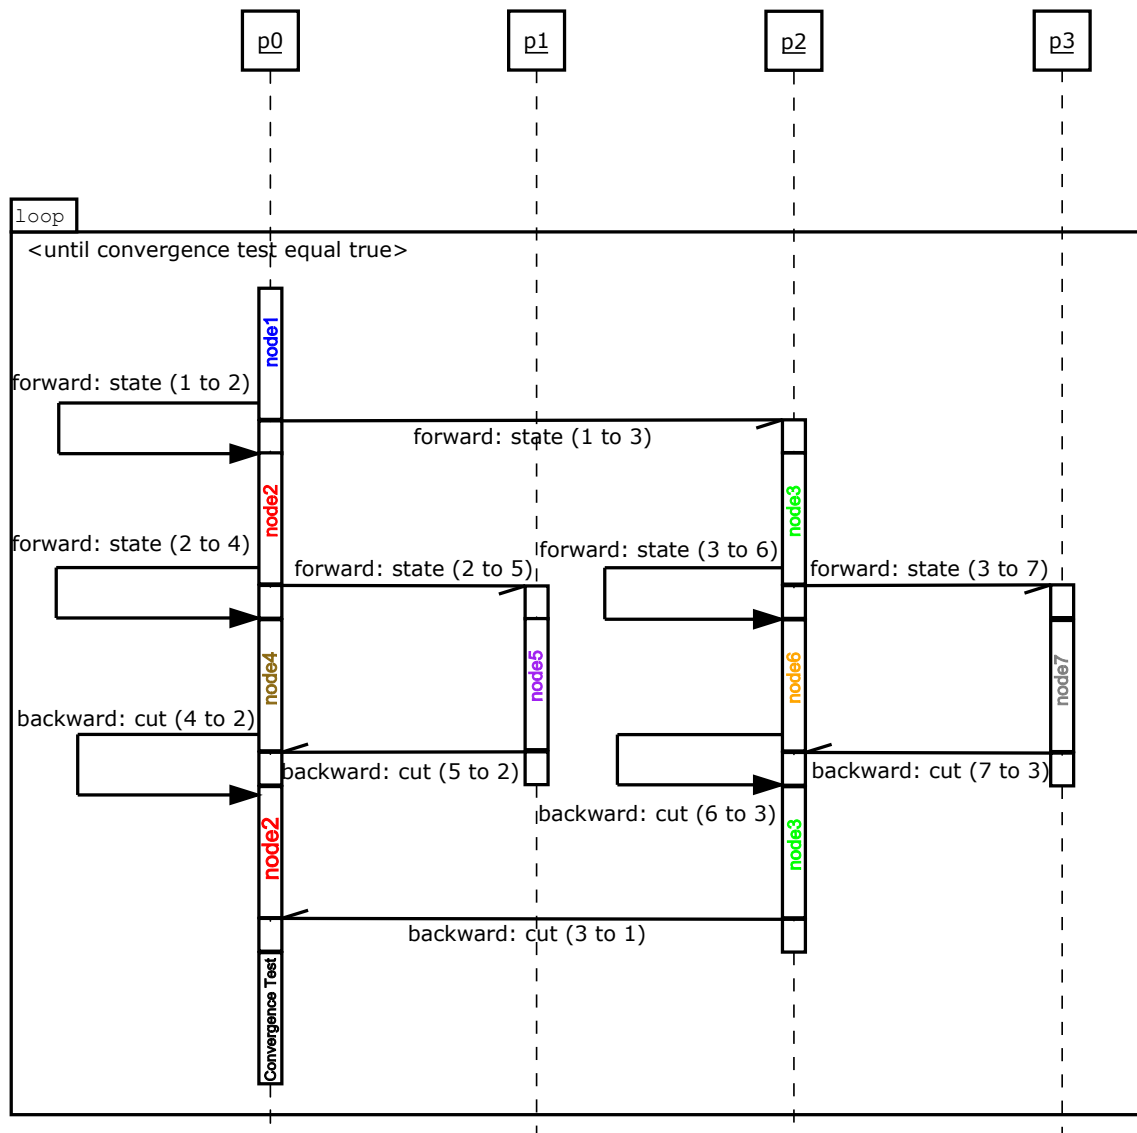 p0
p1
p2
p3
loop
<until convergence test equal true>
node1
forward: state (1 to 2)
forward: state (1 to 3)
node2
node3
forward: state (2 to 4)
forward: state (3 to 6)
forward: state (2 to 5)
forward: state (3 to 7)
node4
node5
node6
node7
backward: cut (4 to 2)
backward: cut (5 to 2)
backward: cut (7 to 3)
backward: cut (6 to 3)
node2
node3
backward: cut (3 to 1)
Convergence Test